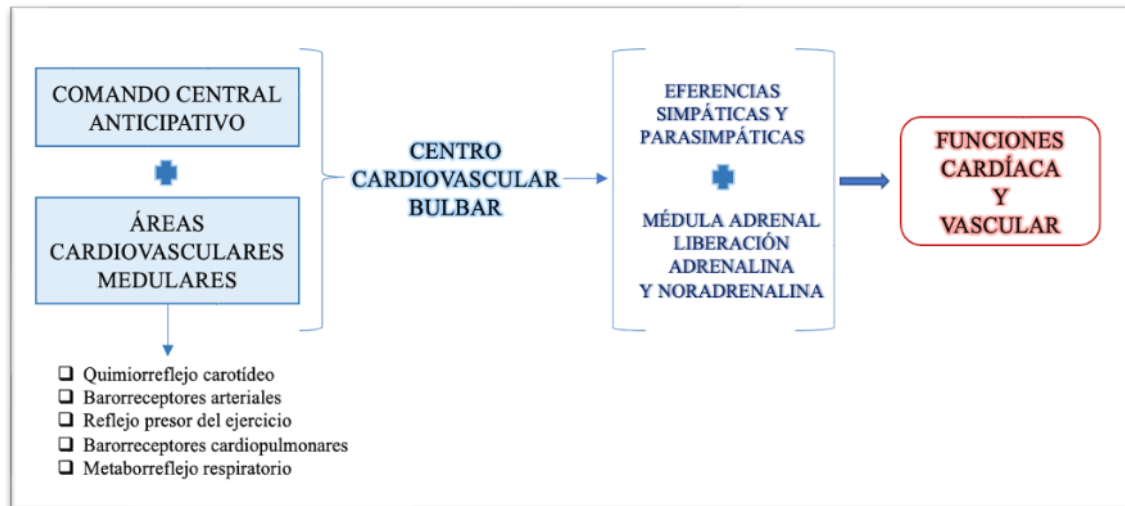 COMANDO CENTRAL
ANTICIPATIVO
ÁREAS
CARDIOVASCULARES
MEDULARES
❑ Quimiorreflejo carotídeo
❑ Barorreceptores arteriales
❑ Reflejo presor del ejercicio
❑ Barorreceptores cardiopulmonares
❑ Metaborreflejo respiratorio
CENTRO
CARDIOVASCULAR
BULBAR
EFERENCIAS
SIMPÁTICAS Y
PARASIMPÁTICAS
MÉDULA ADRENAL
LIBERACIÓN
ADRENALINA
Y NORADRENALINA
FUNCIONES
CARDÍACA
Y
VASCULAR